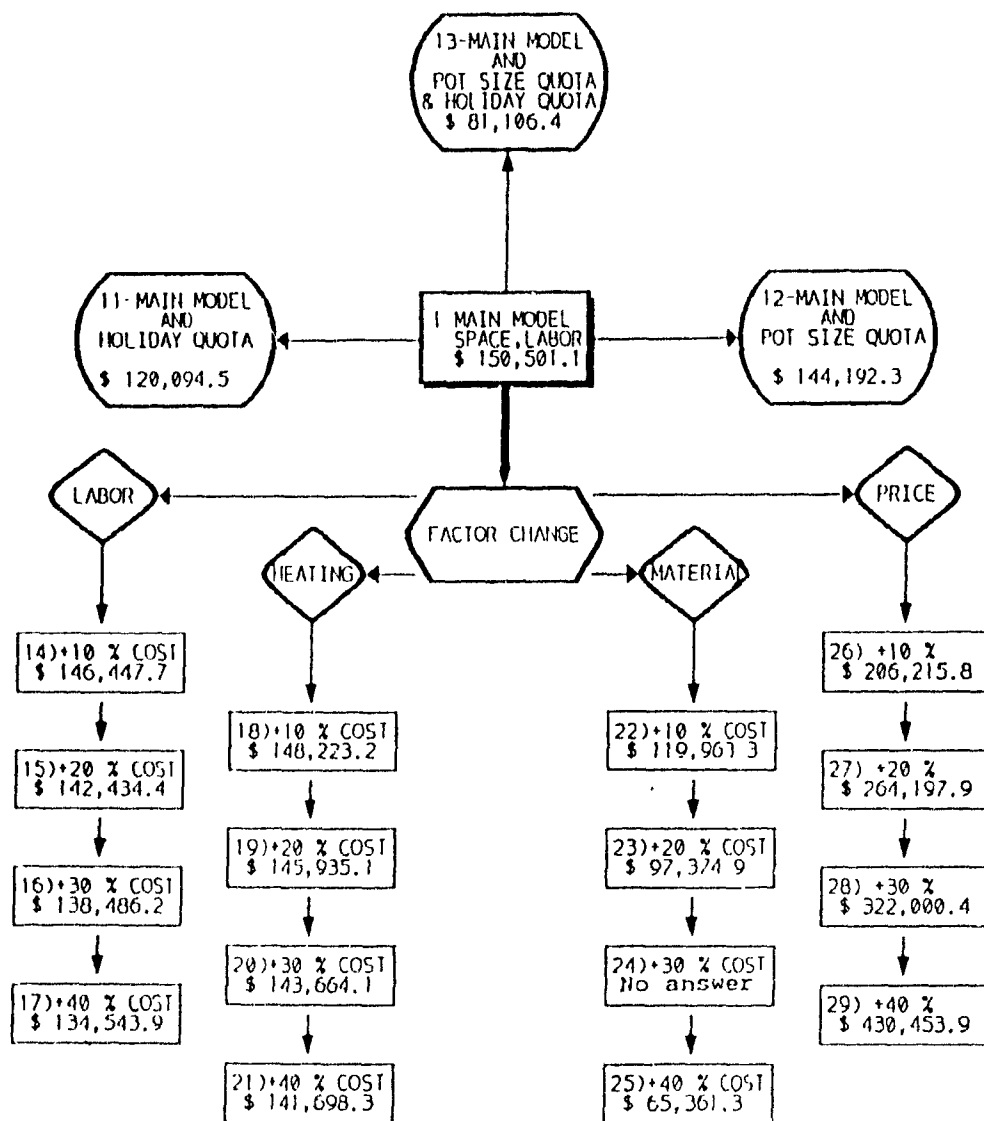 13-MAIN MODEL
AND
POT SIZE QUOTA
& HOLIDAY QUOTA
$ 81,106.4
11-MAIN MODEL
AND
HOLIDAY QUOTA
$ 120,094.5
1 MAIN MODEL
SPACE,LABOR
$ 150,501.1
12-MAIN MODEL
AND
POT SIZE QUOTA
$ 144,192.3
LABOR
FACTOR CHANGE
PRICE
HEATING
MATERIA
14)+10 % COST
$ 146,447.7
15)+20 % COST
$ 142,434.4
16)+30 % COST
$ 138,486.2
17)+40 % COST
$ 134,543.9
18)+10 % COST
$ 148,223.2
19)+20 % COST
$ 145,935.1
20)+30 % COST
$ 143,664.1
21)+40 % COST
$ 141,698.3
22)+10 % COST
$ 119,961 3
23)+20 % COST
$ 97,374 9
24)+30 % COST
No answer
25)+40 % COST
$ 65,361.3
26) +10 %
$ 206,215.8
27) +20 %
$ 264,197.9
28) +30 %
$ 322,000.4
29) +40 %
$ 430,453.9